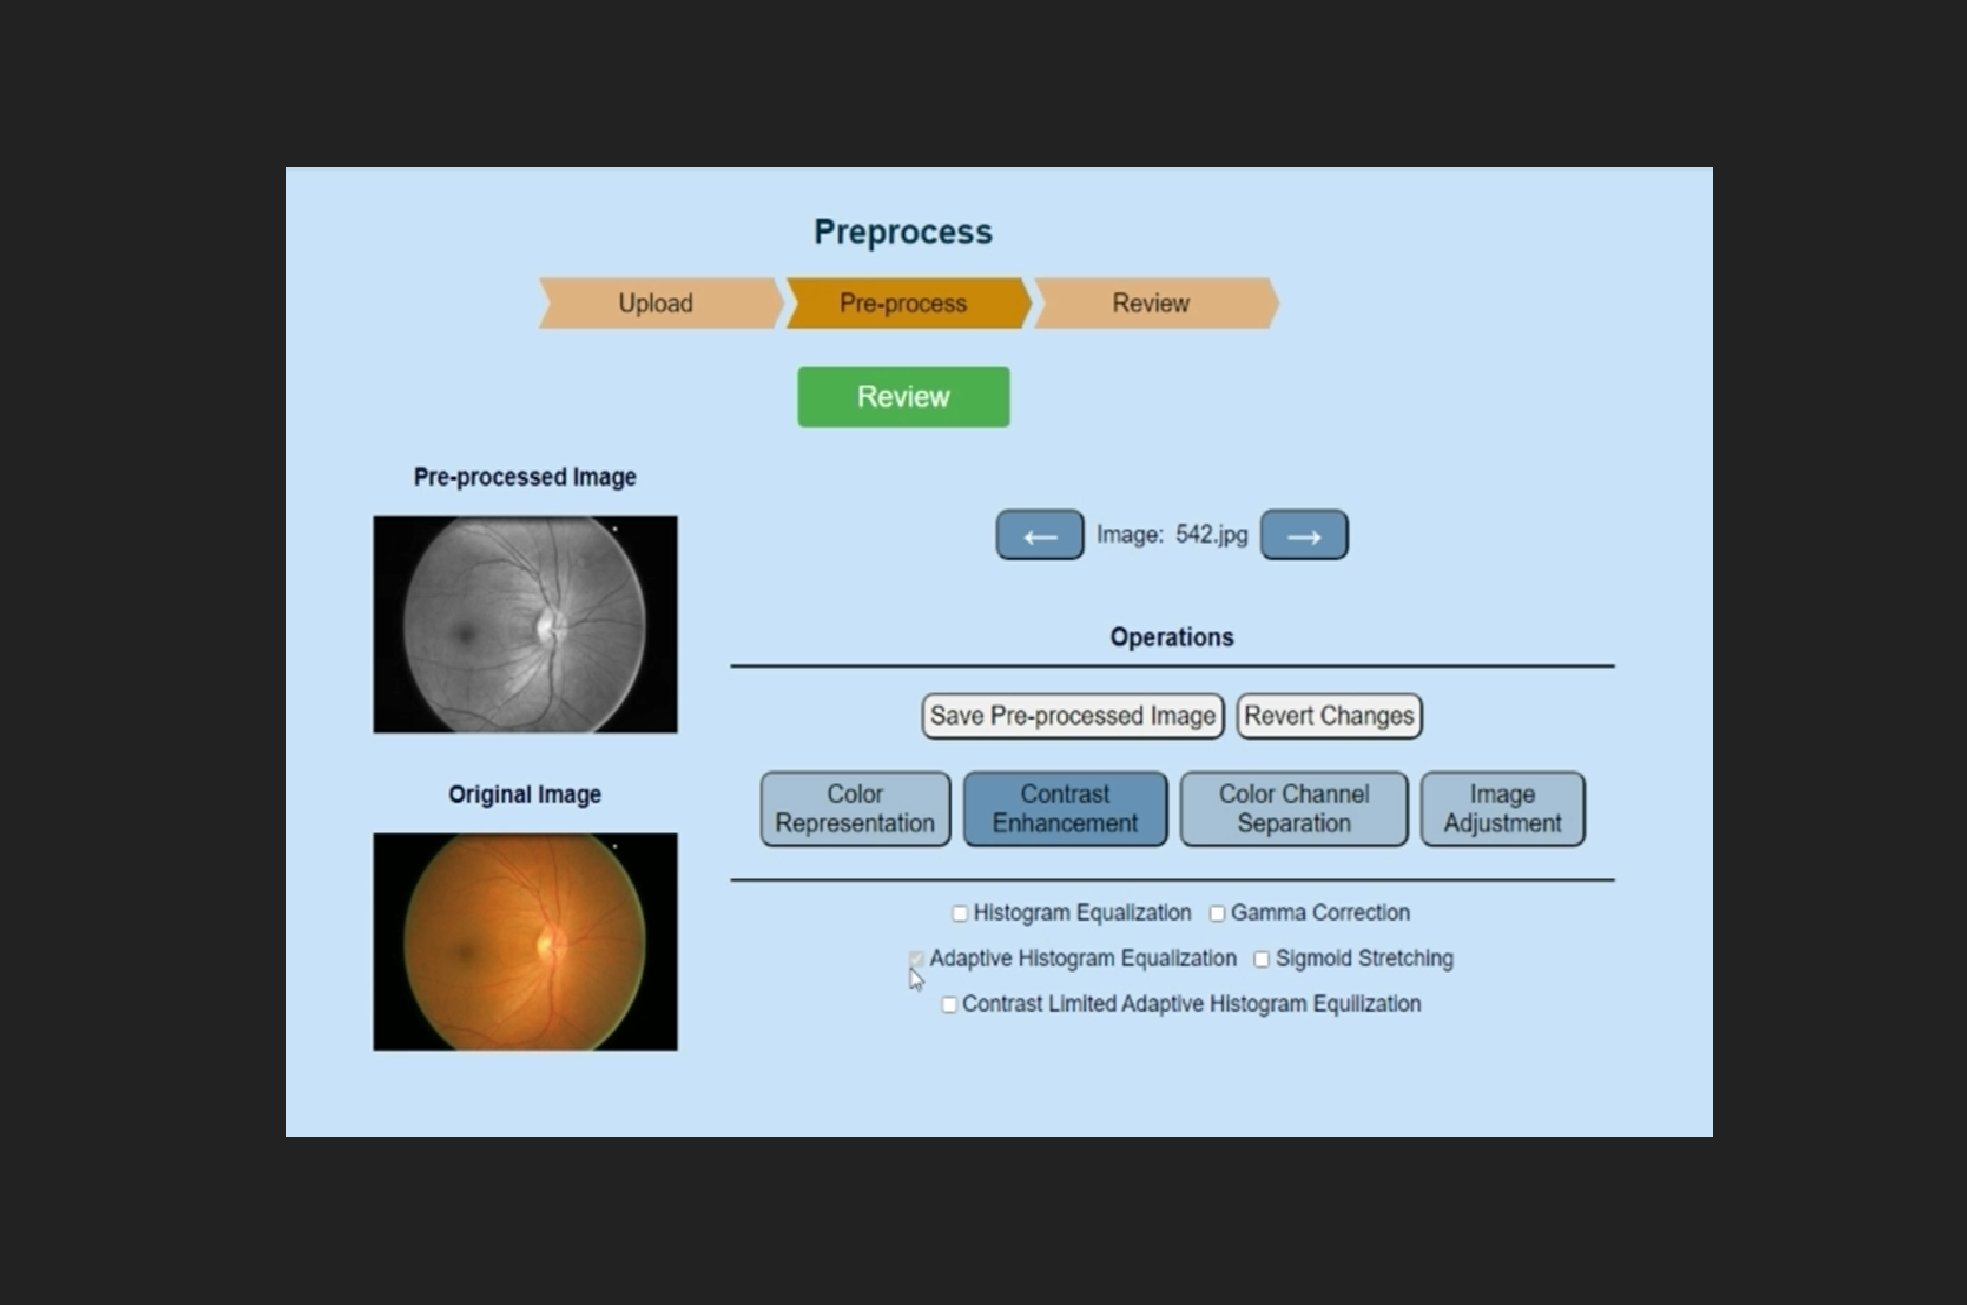 Preprocess
Upload Pre-process Review
Review
Pre-processed Image
← Image: 542.jpg →
Operations
Save Pre-processed Image Revert Changes
Original Image
Color Representation Contrast Enhancement Color Channel Separation Image Adjustment
Histogram Equalization Gamma Correction
Adaptive Histogram Equalization Sigmoid Stretching
Contrast Limited Adaptive Histogram Equilization